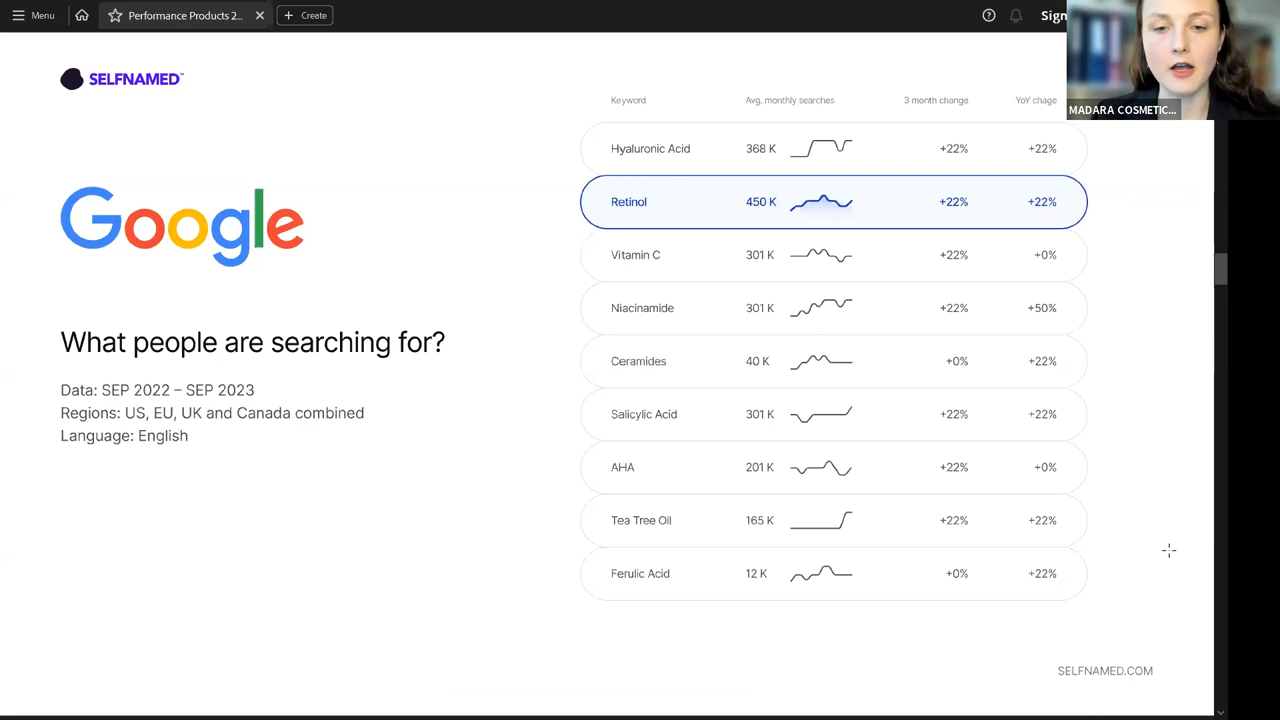 Menu
Performance Products 2...
Create
Sign
MADARA COSMETIC...
SELFNAMED™
Google
What people are searching for?
Data: SEP 2022 – SEP 2023
Regions: US, EU, UK and Canada combined
Language: English
Keyword Avg. monthly searches 3 month change YoY chage
Hyaluronic Acid 368 K +22% +22%
Retinol 450 K +22% +22%
Vitamin C 301 K +22% +0%
Niacinamide 301 K +22% +50%
Ceramides 40 K +0% +22%
Salicylic Acid 301 K +22% +22%
AHA 201 K +22% +0%
Tea Tree Oil 165 K +22% +22%
Ferulic Acid 12 K +0% +22%
SELFNAMED.COM